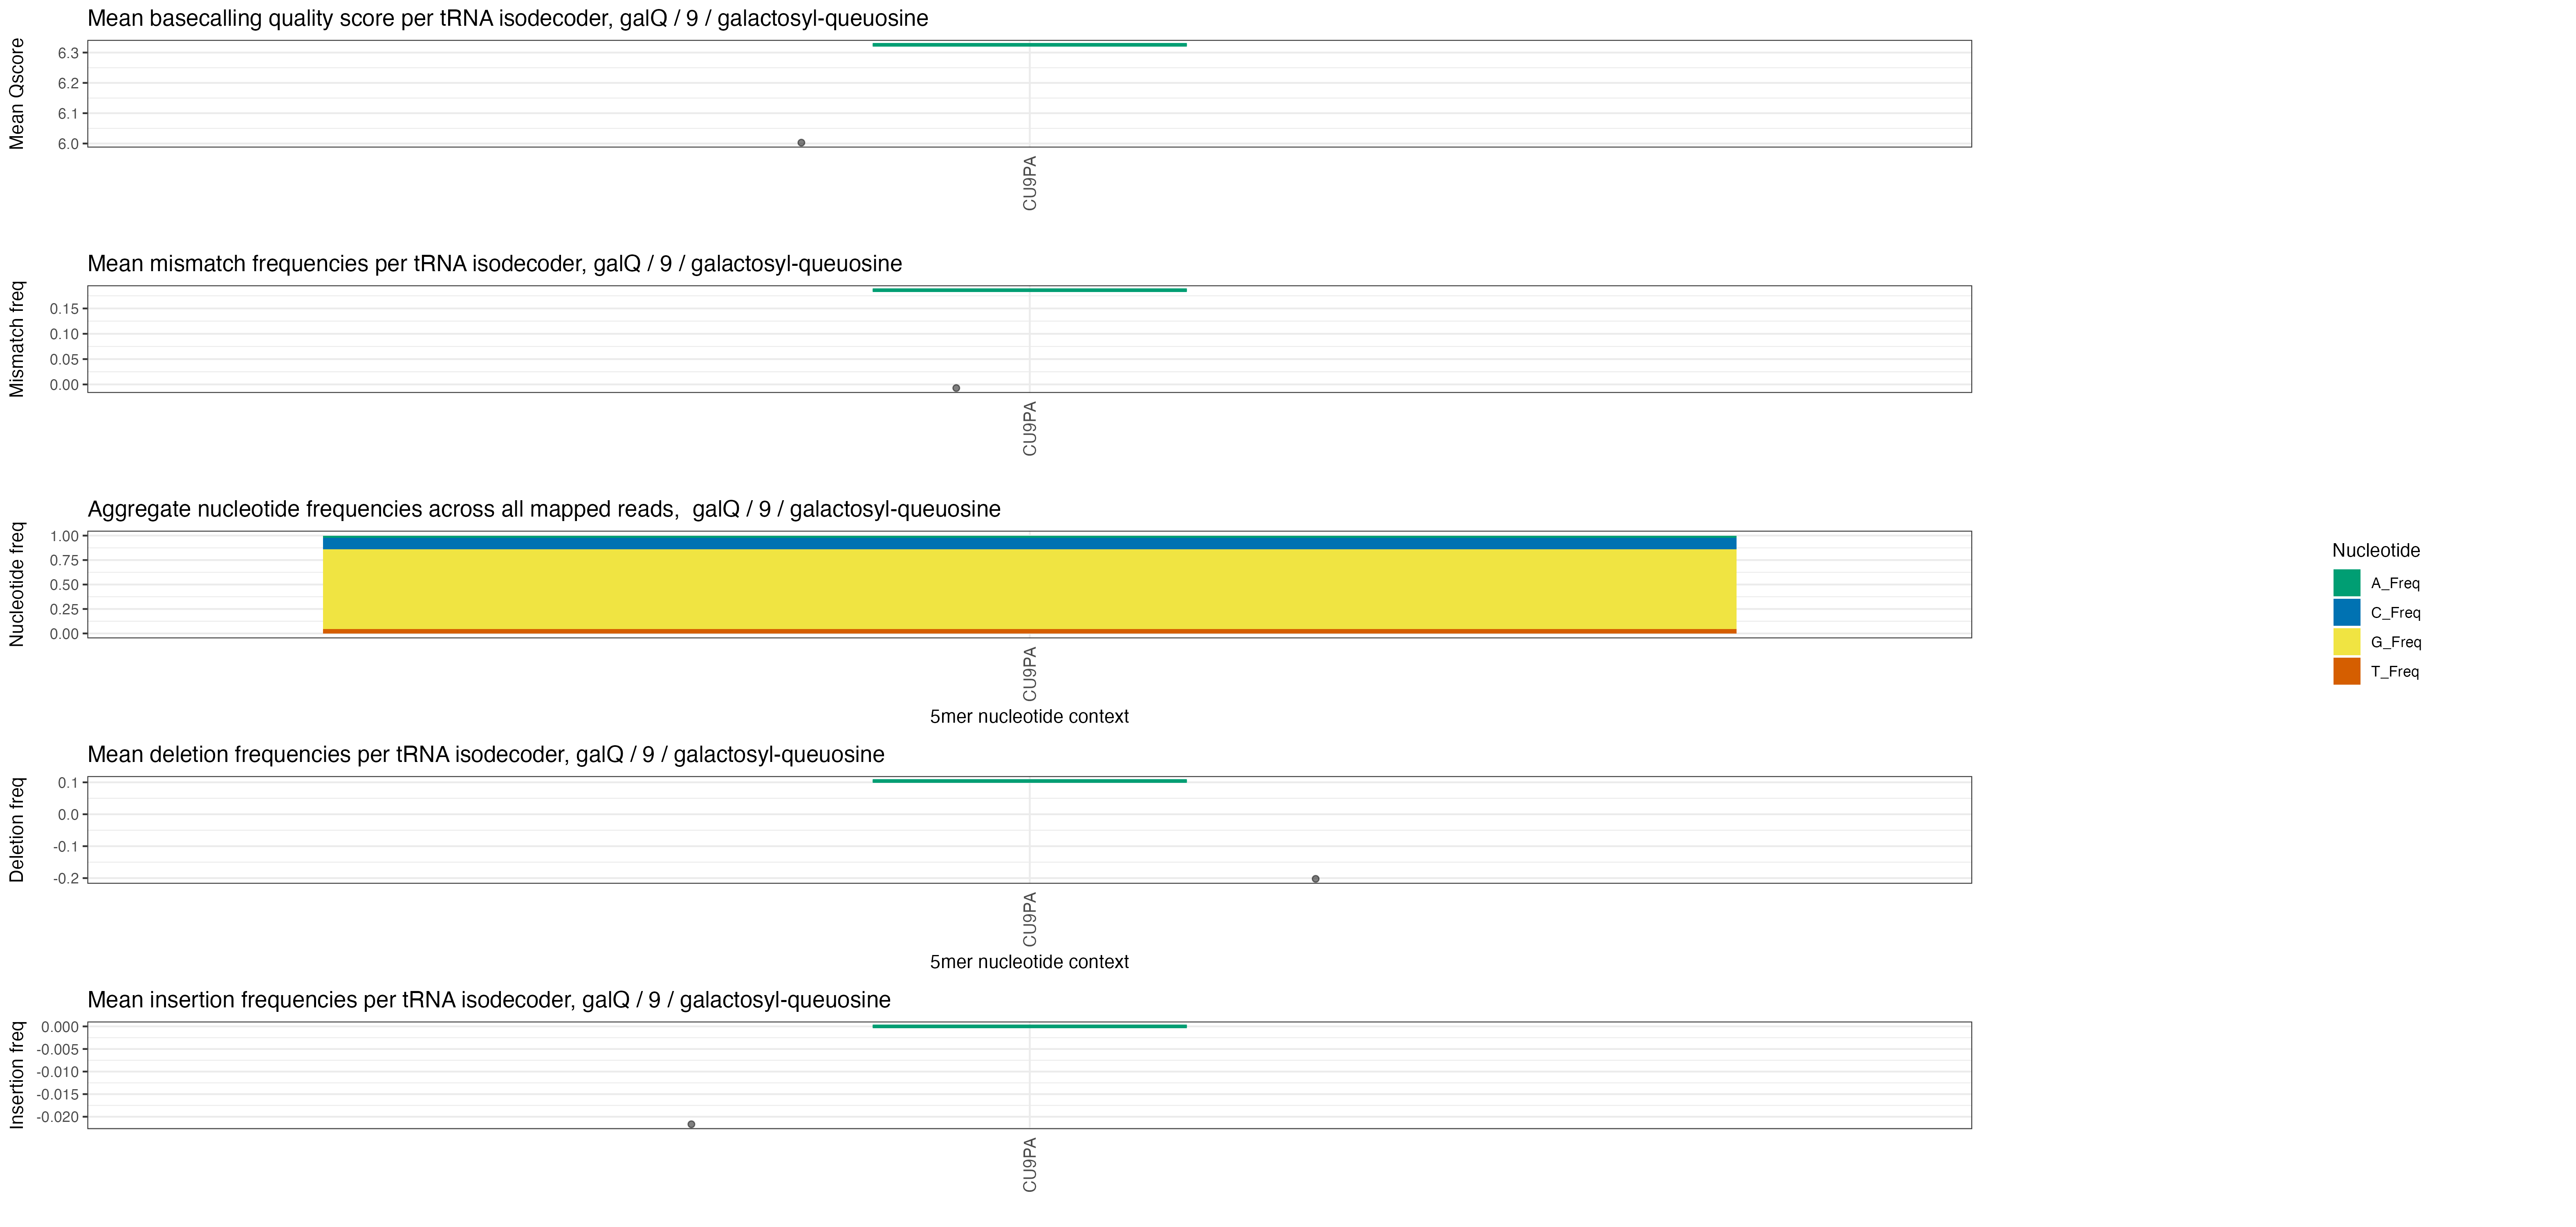 Mean basecalling quality score per tRNA isodecoder, galQ / 9 / galactosyl-queuosine
Mean Qscore
6.3
6.2
6.1
6.0
CU9PA
Mean mismatch frequencies per tRNA isodecoder, galQ / 9 / galactosyl-queuosine
Mismatch freq
0.15
0.10
0.05
0.00
CU9PA
Aggregate nucleotide frequencies across all mapped reads,  galQ / 9 / galactosyl-queuosine
Nucleotide freq
1.00
0.75
0.50
0.25
0.00
CU9PA
5mer nucleotide context
Nucleotide
A_Freq
C_Freq
G_Freq
T_Freq
Mean deletion frequencies per tRNA isodecoder, galQ / 9 / galactosyl-queuosine
Deletion freq
0.1
0.0
-0.1
-0.2
CU9PA
5mer nucleotide context
Mean insertion frequencies per tRNA isodecoder, galQ / 9 / galactosyl-queuosine
Insertion freq
0.000
-0.005
-0.010
-0.015
-0.020
CU9PA